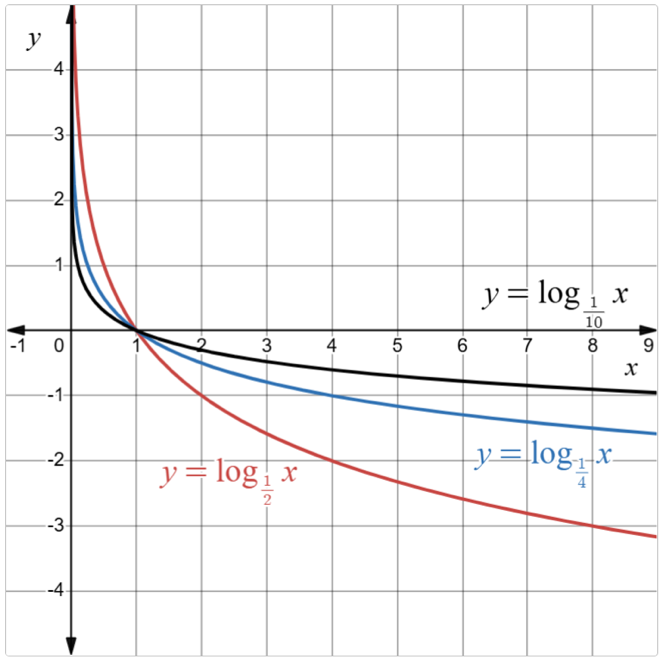 y
4
3
2
1
y = log_{1/10} x
-1 0 1 2 3 4 5 6 7 8 9
x
-1
y = log_{1/4} x
-2
y = log_{1/2} x
-3
-4